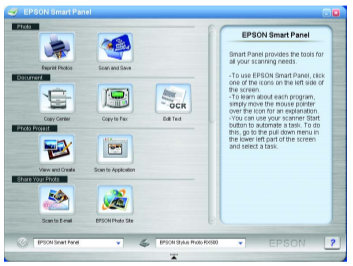 EPSON Smart Panel
Photo
Reprint Photos
Scan and Save
Document
Copy Center
Copy to Fax
OCR
Edit Text
Photo Project
View and Create
Scan to Application
Share Your Photo
Scan to E-mail
EPSON Photo Site
EPSON Smart Panel
Smart Panel provides the tools for
all your scanning needs.
-To use EPSON Smart Panel, click
one of the icons on the left side of
the screen.
-To learn about each program,
simply move the mouse pointer
over the icon for an explanation.
-You can use your scanner Start
button to automate a task. To do
this, go to the pull down menu in
the lower left part of the screen
and select a task.
EPSON Smart Panel
EPSON Stylus Photo RX580
EPSON
?